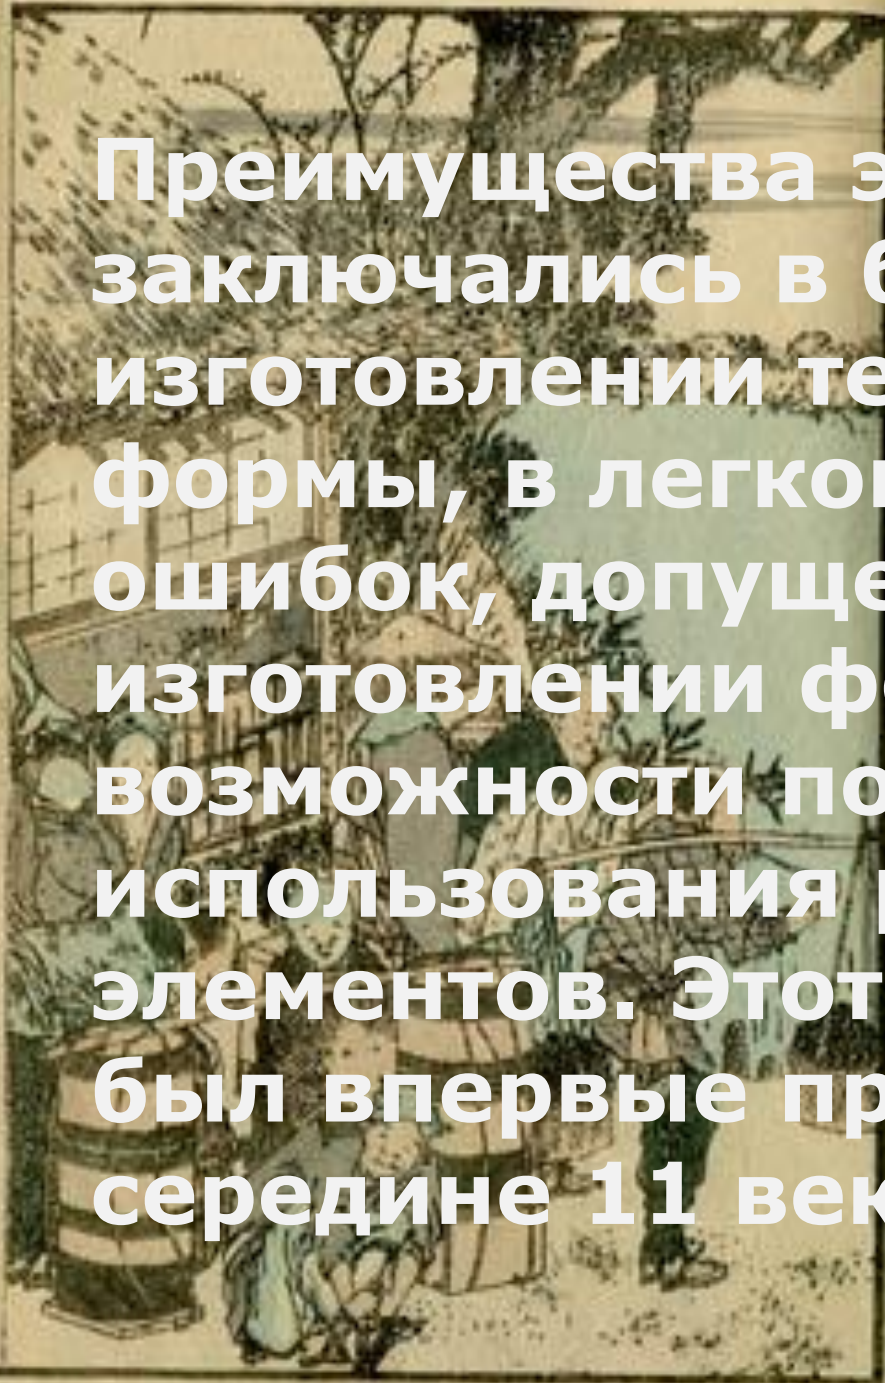 Преимущества э
заключались в б
изготовлении те
формы, в легко
ошибок, допуще
изготовлении ф
возможности по
использования
элементов. Этот
был впервые пр
середине 11 век